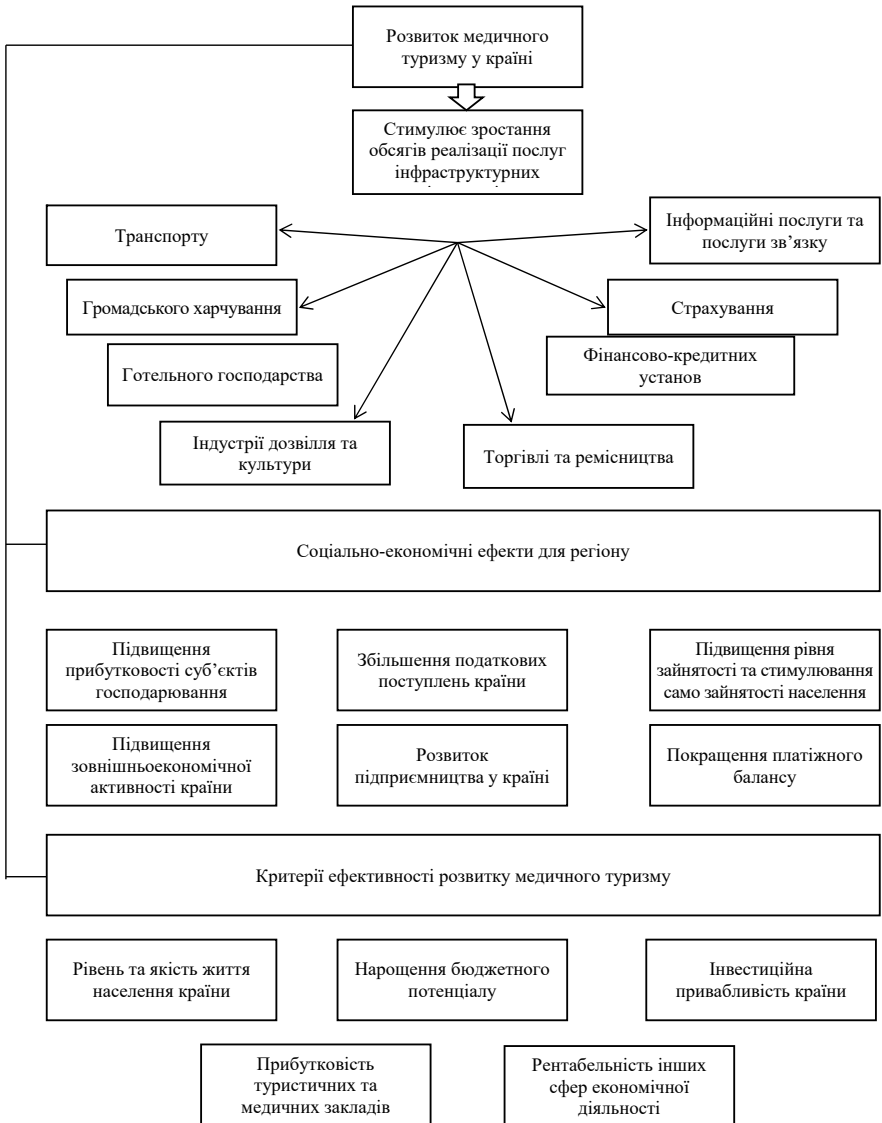 Розвиток медичного
туризму у країні
Стимулює зростання
обсягів реалізації послуг
інфраструктурних
Транспорту
Інформаційні послуги та
послуги зв’язку
Громадського харчування
Страхування
Готельного господарства
Фінансово-кредитних
установ
Індустрії дозвілля та
культури
Торгівлі та ремісництва
Соціально-економічні ефекти для регіону
Підвищення
прибутковості суб’єктів
господарювання
Збільшення податкових
поступлень країни
Підвищення рівня
зайнятості та стимулювання
само зайнятості населення
Підвищення
зовнішньоекономічної
активності країни
Розвиток
підприємництва у країні
Покращення платіжного
балансу
Критерії ефективності розвитку медичного туризму
Рівень та якість життя
населення країни
Нарощення бюджетного
потенціалу
Інвестиційна
привабливість країни
Прибутковість
туристичних та
медичних закладів
Рентабельність інших
сфер економічної
діяльності